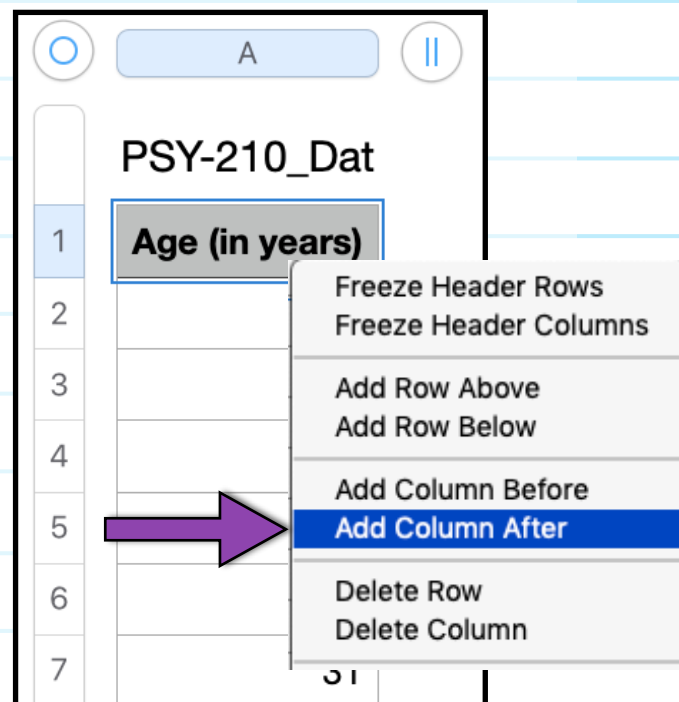 A
PSY-210_Dat
1
Age (in years)
Freeze Header Rows
2
Freeze Header Columns
3
Add Row Above
Add Row Below
4
Add Column Before
5
Add Column After
6
Delete Row
Delete Column
7
31